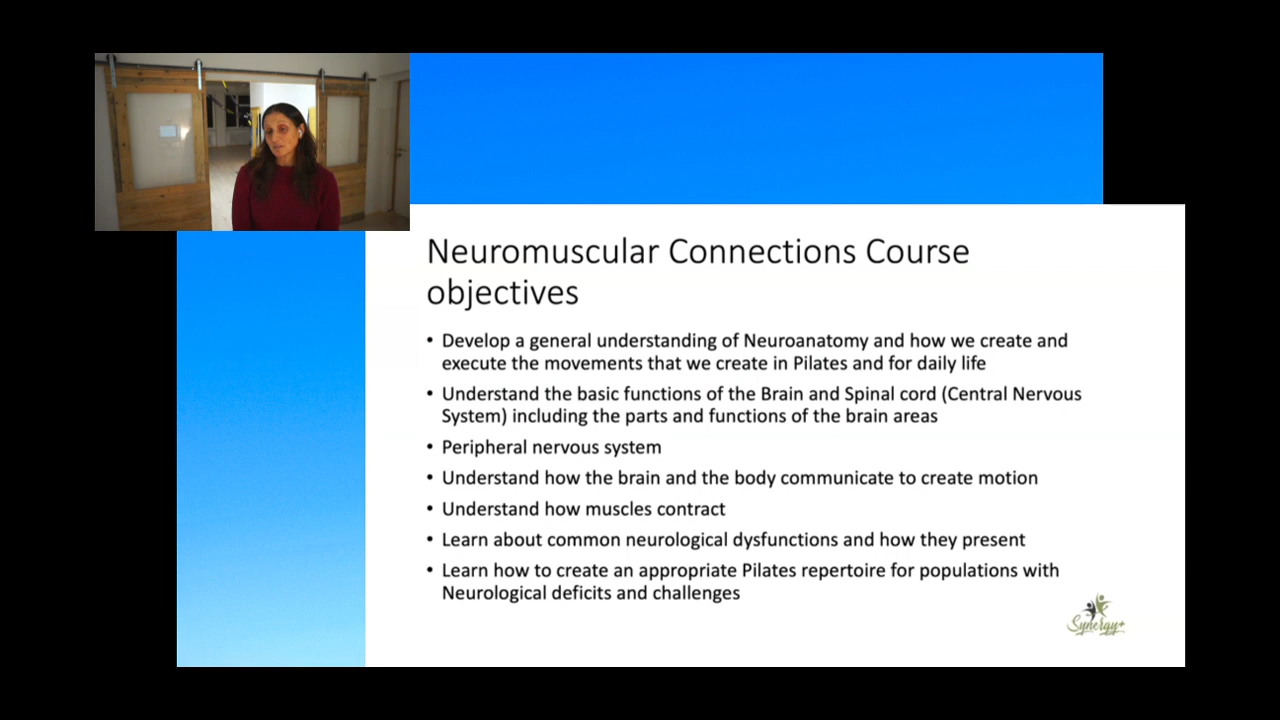 Neuromuscular Connections Course
objectives
• Develop a general understanding of Neuroanatomy and how we create and
execute the movements that we create in Pilates and for daily life
• Understand the basic functions of the Brain and Spinal cord (Central Nervous
System) including the parts and functions of the brain areas
• Peripheral nervous system
• Understand how the brain and the body communicate to create motion
• Understand how muscles contract
• Learn about common neurological dysfunctions and how they present
• Learn how to create an appropriate Pilates repertoire for populations with
Neurological deficits and challenges
Synergy+